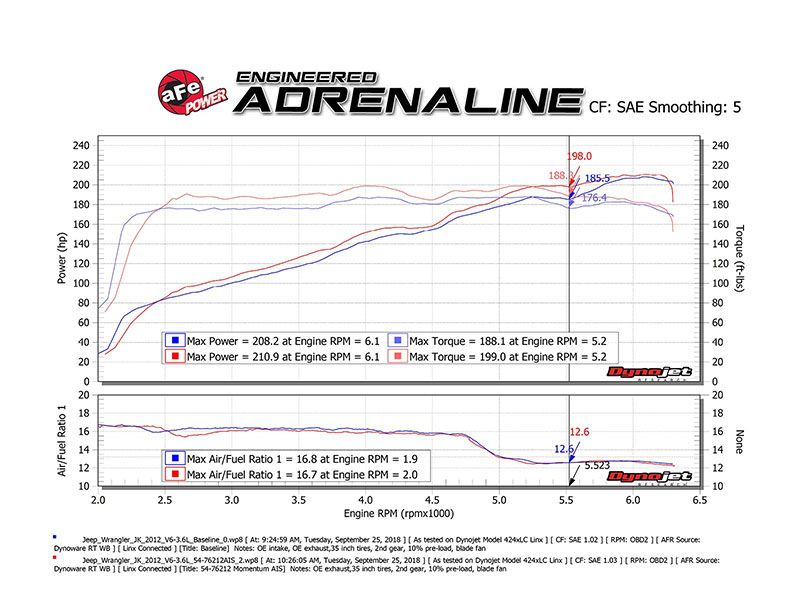 aFe POWER
ENGINEERED
ADRENALINE
CF: SAE Smoothing: 5
240 240
220 220
200 200
180 180
160 160
140 140
120 120
100 100
80 80
60 60
40 40
20 20
0 0
Power (hp)
Torque (ft-lbs)
198.0
188.3
185.5
176.4
Max Power = 208.2 at Engine RPM = 6.1 Max Torque = 188.1 at Engine RPM = 5.2
Max Power = 210.9 at Engine RPM = 6.1 Max Torque = 199.0 at Engine RPM = 5.2
Dynojet
RESEARCH
20 20
18 18
16 16
14 14
12 12
10 10
Air/Fuel Ratio 1
None
12.6
12.6
5.523
Max Air/Fuel Ratio 1 = 16.8 at Engine RPM = 1.9
Max Air/Fuel Ratio 1 = 16.7 at Engine RPM = 2.0
Dynojet
RESEARCH
2.0 2.5 3.0 3.5 4.0 4.5 5.0 5.5 6.0 6.5
Engine RPM (rpmx1000)
Jeep_Wrangler_JK_2012_V6-3.6L_Baseline_0.wp8 [ At: 9:24:59 AM, Tuesday, September 25, 2018 ] [ As tested on Dynojet Model 424xLC Linx ] [ CF: SAE 1.02 ] [ RPM: OBD2 ] [ AFR Source:
Dynoware RT WB ] [ Linx Connected ] [Title: Baseline] Notes: OE intake, OE exhaust,35 inch tires, 2nd gear, 10% pre-load, blade fan
Jeep_Wrangler_JK_2012_V6-3.6L_54-76212AIS_2.wp8 [ At: 10:26:05 AM, Tuesday, September 25, 2018 ] [ As tested on Dynojet Model 424xLC Linx ] [ CF: SAE 1.03 ] [ RPM: OBD2 ] [ AFR Source:
Dynoware RT WB ] [ Linx Connected ] [Title: 54-76212 Momentum AIS] Notes: OE exhaust,35 inch tires, 2nd gear, 10% pre-load, blade fan